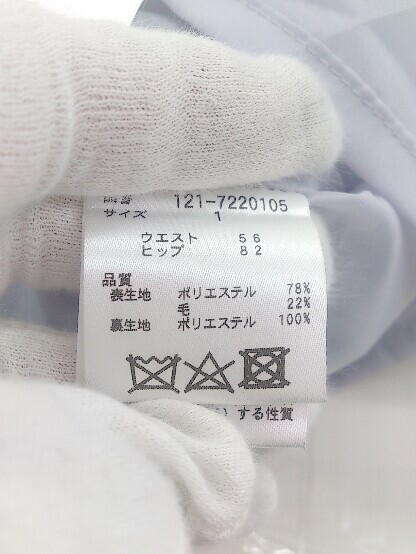 品番 121-7220105
サイズ 1
ウエスト 56
ヒップ 82
品質
表生地 ポリエステル 78%
毛 22%
裏生地 ポリエステル 100%
する性質